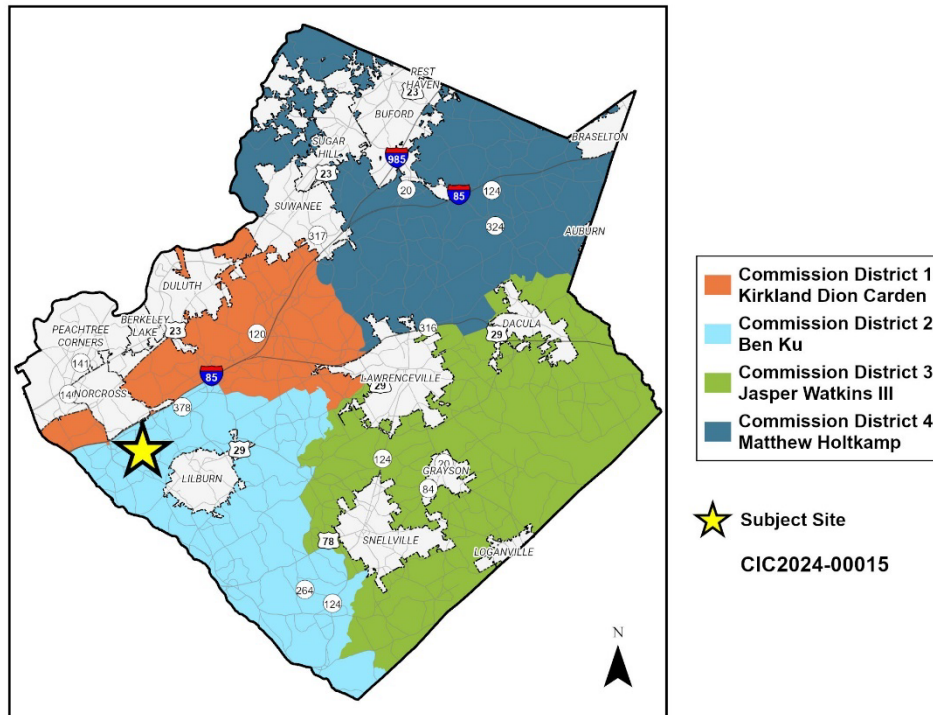 REST
HAVEN
23
BUFORD
BRASELTON
SUGAR
HILL
23
985
20
85
124
SUWANEE
324
AUBURN
317
DULUTH
BERKELEY
LAKE
23
PEACHTREE
CORNERS
120
316
DACULA
29
141
LAWRENCEVILLE
29
85
NORCROSS
378
29
LILBURN
124
20
GRAYSON
84
SNELLVILLE
78
LOGANVILLE
264
124
N
Commission District 1
Kirkland Dion Carden
Commission District 2
Ben Ku
Commission District 3
Jasper Watkins III
Commission District 4
Matthew Holtkamp
Subject Site
CIC2024-00015